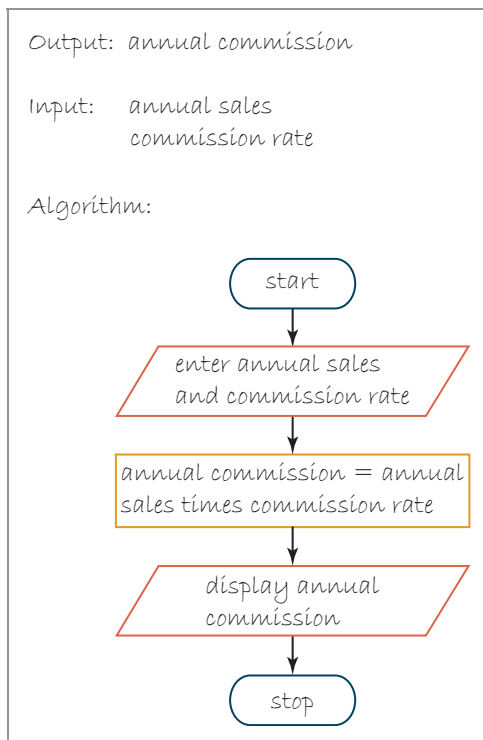 Output: annual commission
Input: annual sales
commission rate
Algorithm:
start
enter annual sales
and commission rate
annual commission = annual
sales times commission rate
display annual
commission
stop